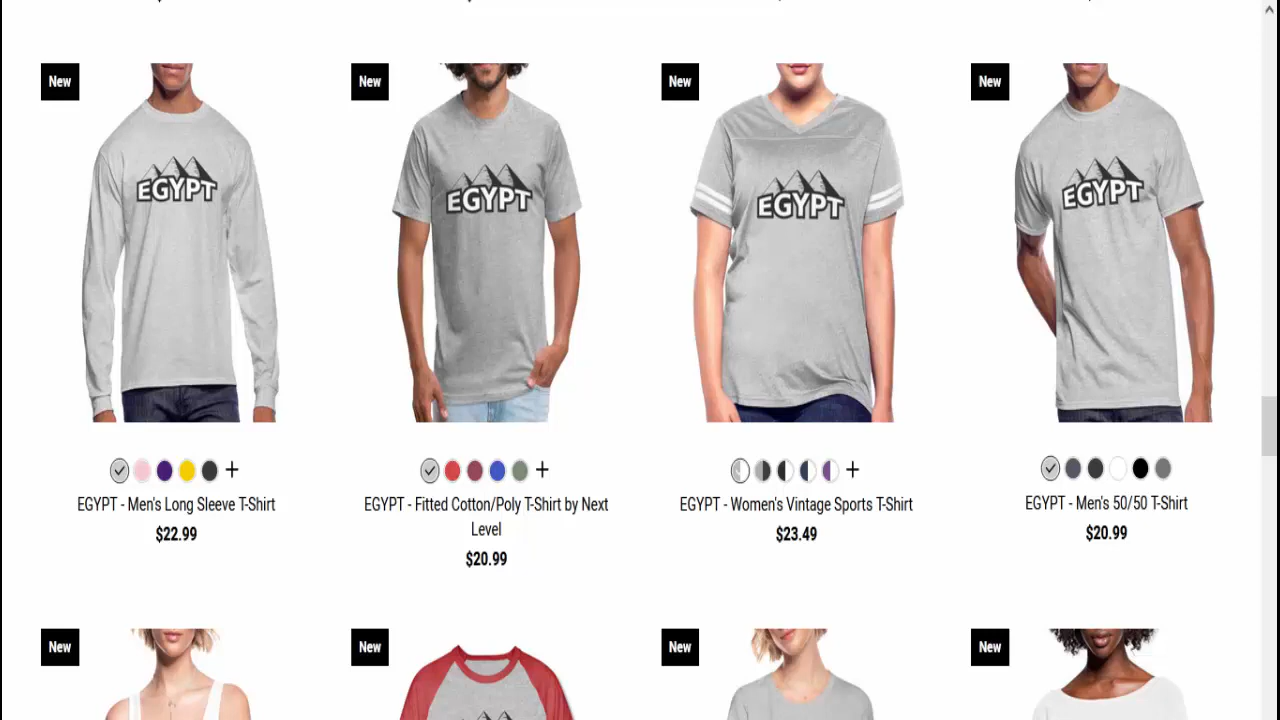 New
New
New
New
EGYPT
EGYPT
EGYPT
EGYPT
EGYPT - Men's Long Sleeve T-Shirt
$22.99
EGYPT - Fitted Cotton/Poly T-Shirt by Next
Level
$20.99
EGYPT - Women's Vintage Sports T-Shirt
$23.49
EGYPT - Men's 50/50 T-Shirt
$20.99
New
New
New
New